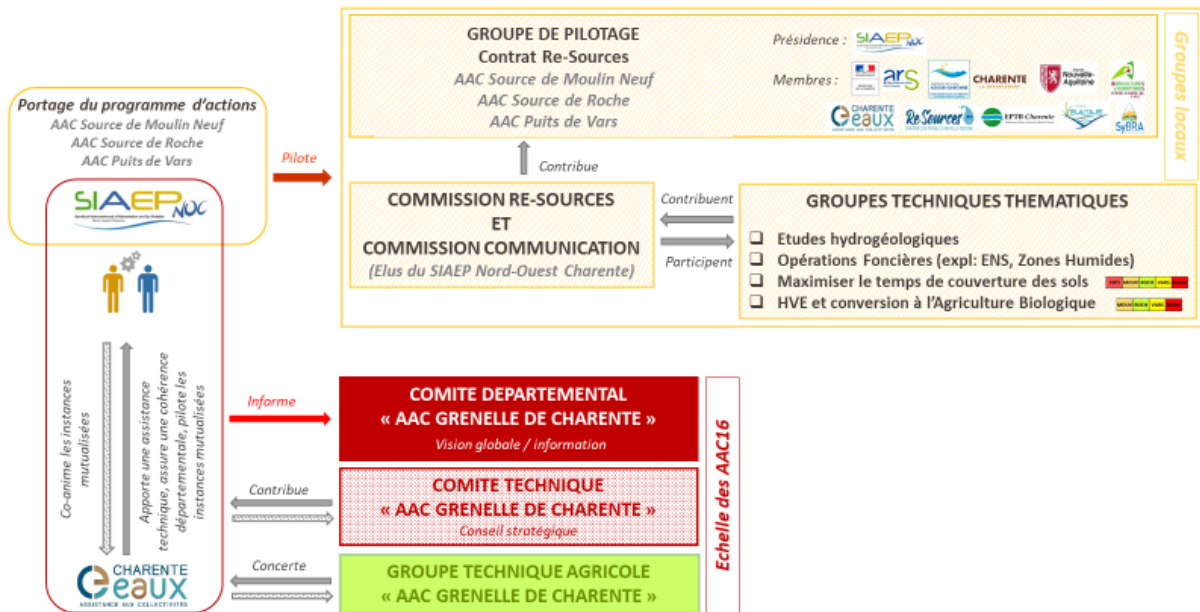 Portage du programme d'actions
AAC Source de Moulin Neuf
AAC Source de Roche
AAC Puits de Vars
SIAEP NOC
Pilote
GROUPE DE PILOTAGE
Contrat Re-Sources
AAC Source de Moulin Neuf
AAC Source de Roche
AAC Puits de Vars
Présidence :
SIAEP NOC
Membres :
ars
CHARENTE
Nouvelle-Aquitaine
CHARENTE
eaux
Re-Sources
EPTB Charente
SyBRA
Groupes locaux
Contribue
COMMISSION RE-SOURCES
ET
COMMISSION COMMUNICATION
(Elus du SIAEP Nord-Ouest Charente)
Contribuent
Participent
GROUPES TECHNIQUES THEMATIQUES
Etudes hydrogéologiques
Opérations Foncières (expl: ENS, Zones Humides)
Maximiser le temps de couverture des sols
HVE et conversion à l'Agriculture Biologique
Co-anime les instances
mutualisées
Apporte une assistance
technique, assure une cohérence
départementale, pilote les
instances mutualisées
CHARENTE
eaux
ASSISTANCE AUX COLLECTIVITÉS
Informe
COMITE DEPARTEMENTAL
« AAC GRENELLE DE CHARENTE »
Vision globale / information
Contribue
COMITE TECHNIQUE
« AAC GRENELLE DE CHARENTE »
Conseil stratégique
Concerte
GROUPE TECHNIQUE AGRICOLE
« AAC GRENELLE DE CHARENTE »
Echelle des AAC16